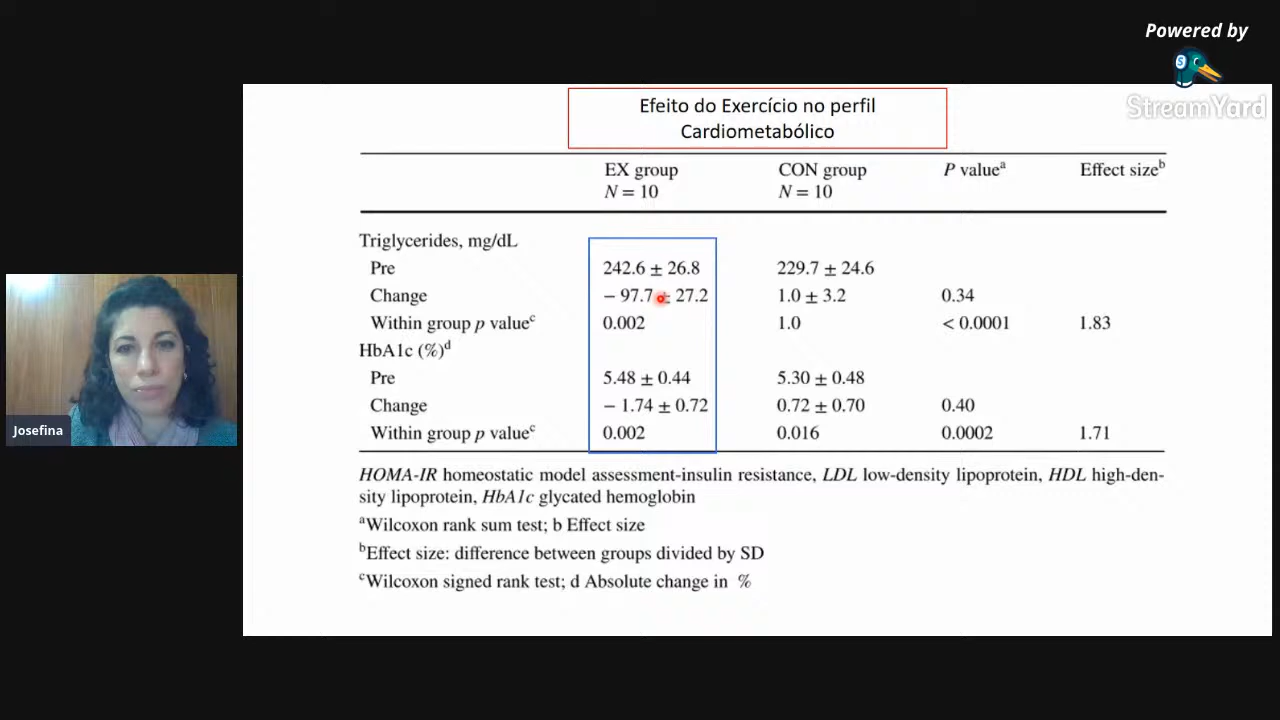 Powered by
StreamYard
Efeito do Exercício no perfil
Cardiometabólico
EX group CON group P valueᵃ Effect sizeᵇ
N = 10 N = 10
Triglycerides, mg/dL
Pre 242.6 ± 26.8 229.7 ± 24.6
Change − 97.7 ± 27.2 1.0 ± 3.2 0.34
Within group p valueᶜ 0.002 1.0 < 0.0001 1.83
HbA1c (%)ᵈ
Pre 5.48 ± 0.44 5.30 ± 0.48
Change − 1.74 ± 0.72 0.72 ± 0.70 0.40
Within group p valueᶜ 0.002 0.016 0.0002 1.71
HOMA-IR homeostatic model assessment-insulin resistance, LDL low-density lipoprotein, HDL high-den-
sity lipoprotein, HbA1c glycated hemoglobin
ᵃWilcoxon rank sum test; b Effect size
ᵇEffect size: difference between groups divided by SD
ᶜWilcoxon signed rank test; d Absolute change in %
Josefina